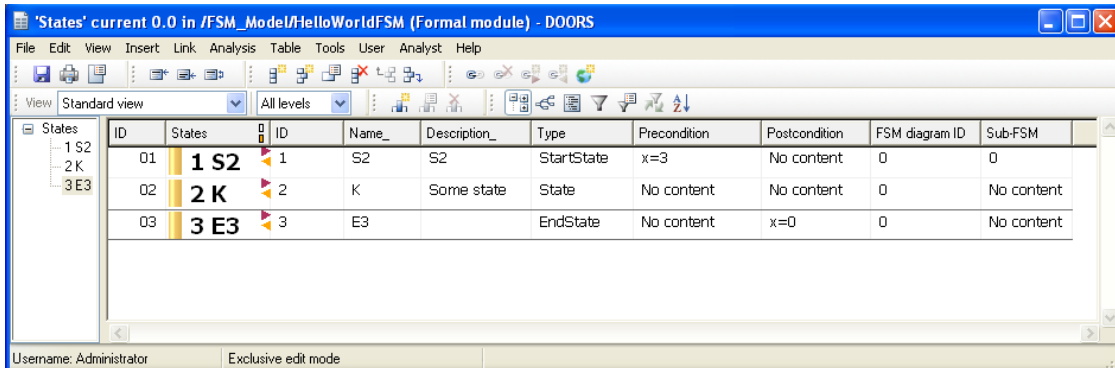 'States' current 0.0 in /FSM_Model/HelloWorldFSM (Formal module) - DOORS
File Edit View Insert Link Analysis Table Tools User Analyst Help
View Standard view All levels
States
1 S2
2 K
3 E3
ID States ID Name_ Description_ Type Precondition Postcondition FSM diagram ID Sub-FSM
01 1 S2 1 S2 S2 StartState x=3 No content 0 0
02 2 K 2 K Some state State No content No content 0 No content
03 3 E3 3 E3 EndState No content x=0 0 No content
Username: Administrator Exclusive edit mode